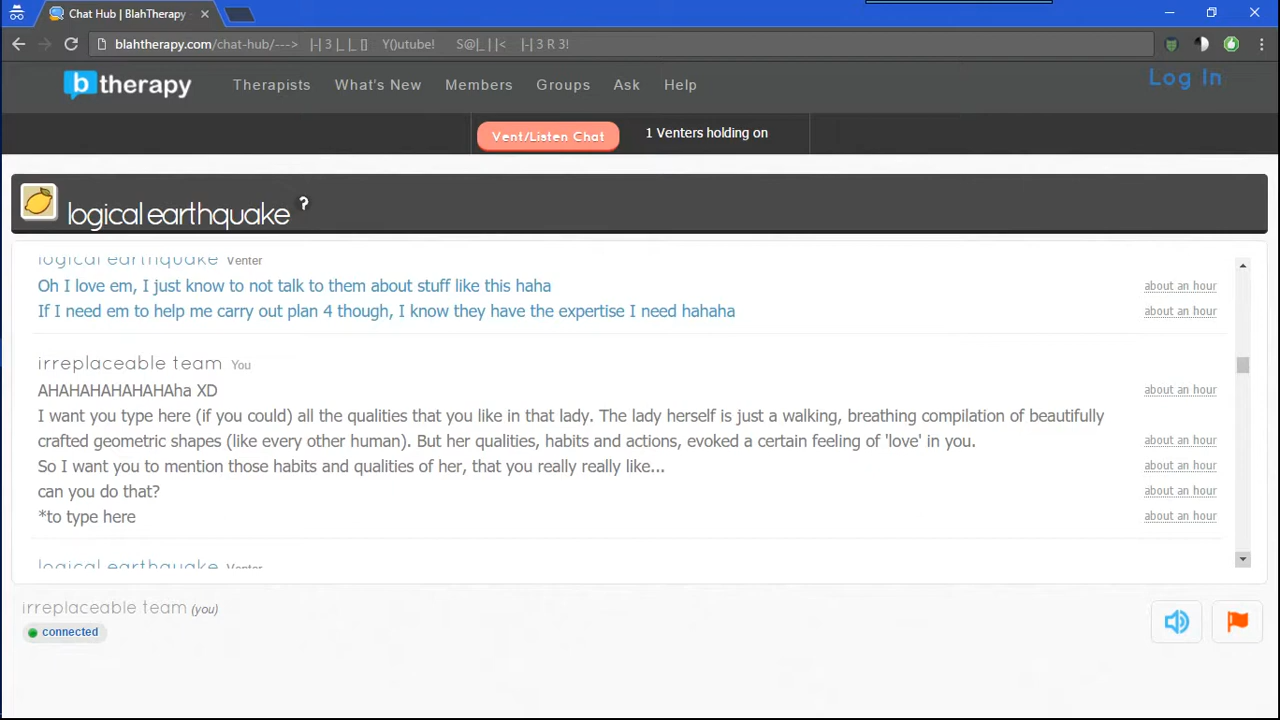 Chat Hub | BlahTherapy
blahtherapy.com/chat-hub/---> |-| 3 |_ |_ [] Y()utube! S@|_ | |< |-| 3 R 3!
b therapy Therapists What's New Members Groups Ask Help Log In
Vent/Listen Chat 1 Venters holding on
logical earthquake ?
logical earthquake Venter
Oh I love em, I just know to not talk to them about stuff like this haha about an hour
If I need em to help me carry out plan 4 though, I know they have the expertise I need hahaha about an hour
irreplaceable team You
AHAHAHAHAHAHAha XD about an hour
I want you type here (if you could) all the qualities that you like in that lady. The lady herself is just a walking, breathing compilation of beautifully
crafted geometric shapes (like every other human). But her qualities, habits and actions, evoked a certain feeling of 'love' in you. about an hour
So I want you to mention those habits and qualities of her, that you really really like... about an hour
can you do that? about an hour
*to type here about an hour
logical earthquake Venter
irreplaceable team (you)
connected